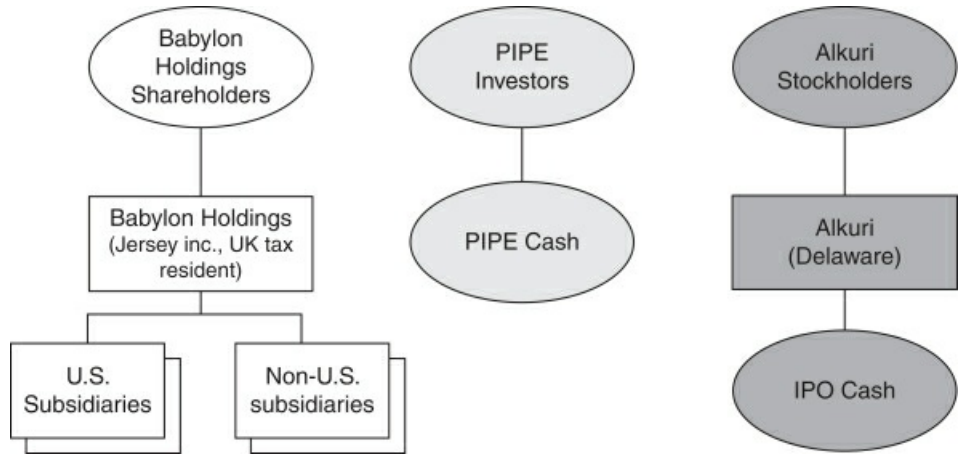 Babylon
Holdings
Shareholders
PIPE
Investors
Alkuri
Stockholders
Babylon Holdings
(Jersey inc., UK tax
resident)
PIPE Cash
Alkuri
(Delaware)
U.S.
Subsidiaries
Non-U.S.
subsidiaries
IPO Cash